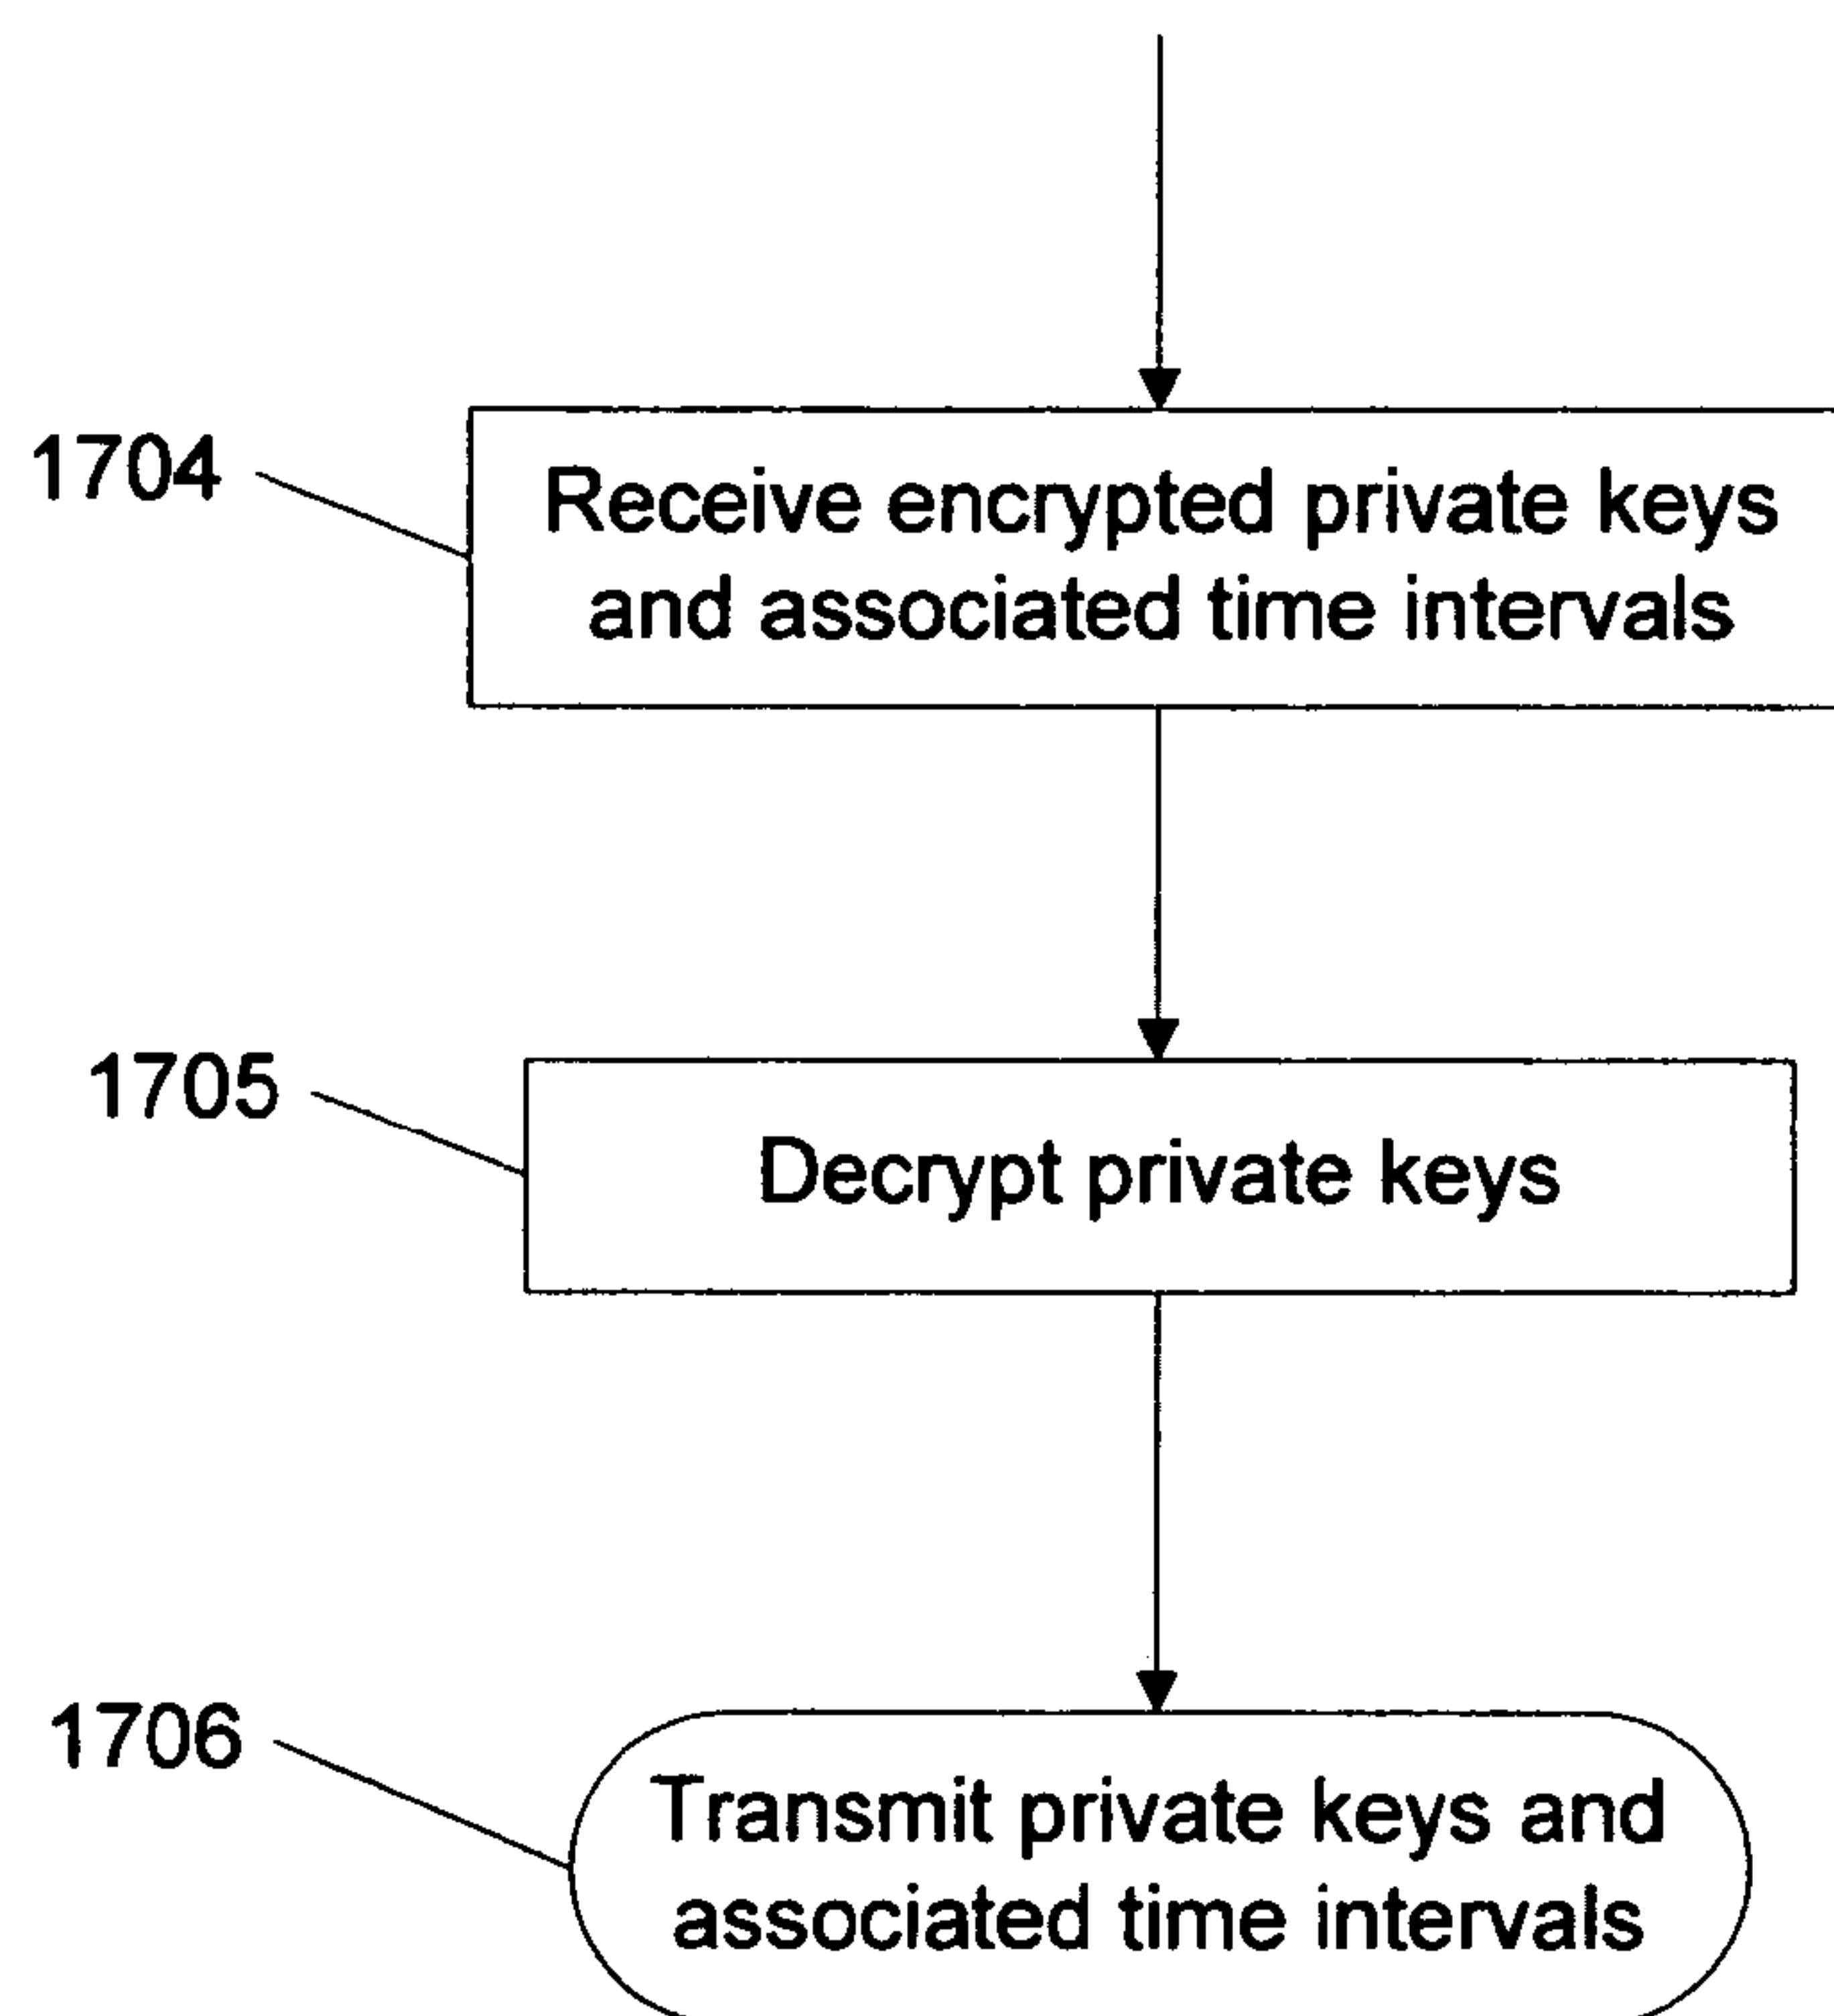 1704
Receive encrypted private keys
and associated time intervals
1705
Decrypt private keys
1706
Transmit private keys and
associated time intervals